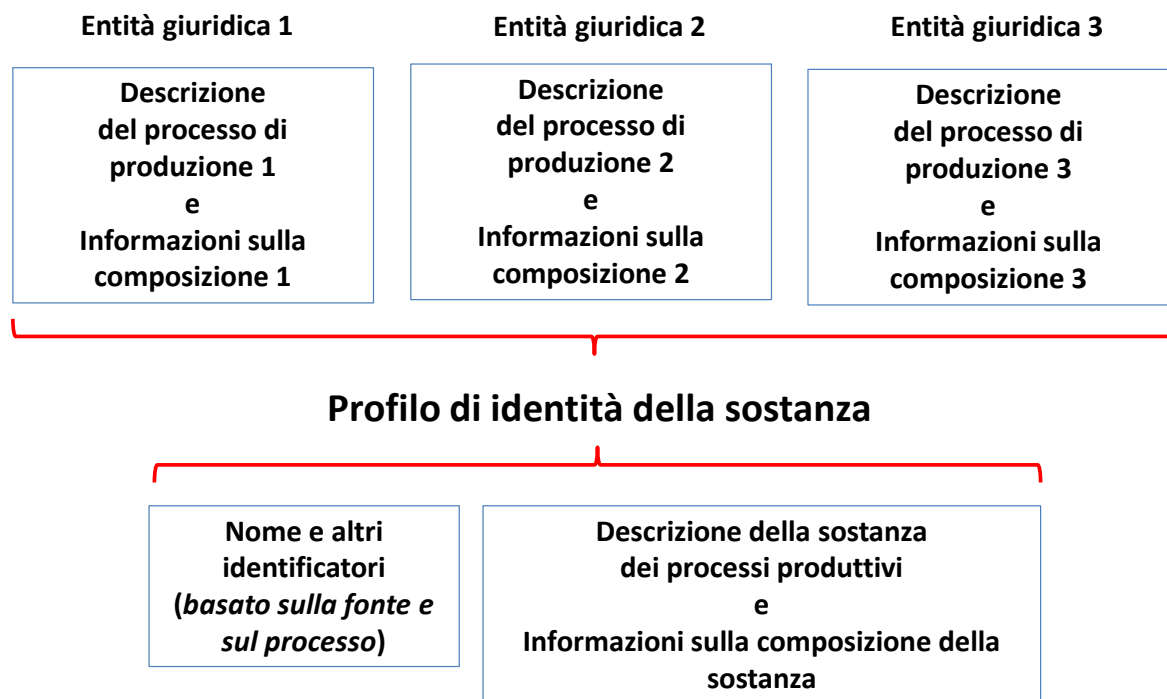 Entità giuridica 1
Entità giuridica 2
Entità giuridica 3
Descrizione
del processo di
produzione 1
e
Informazioni sulla
composizione 1
Descrizione
del processo di
produzione 2
e
Informazioni sulla
composizione 2
Descrizione
del processo di
produzione 3
e
Informazioni sulla
composizione 3
Profilo di identità della sostanza
Nome e altri
identificatori
(basato sulla fonte e
sul processo)
Descrizione della sostanza
dei processi produttivi
e
Informazioni sulla composizione della
sostanza